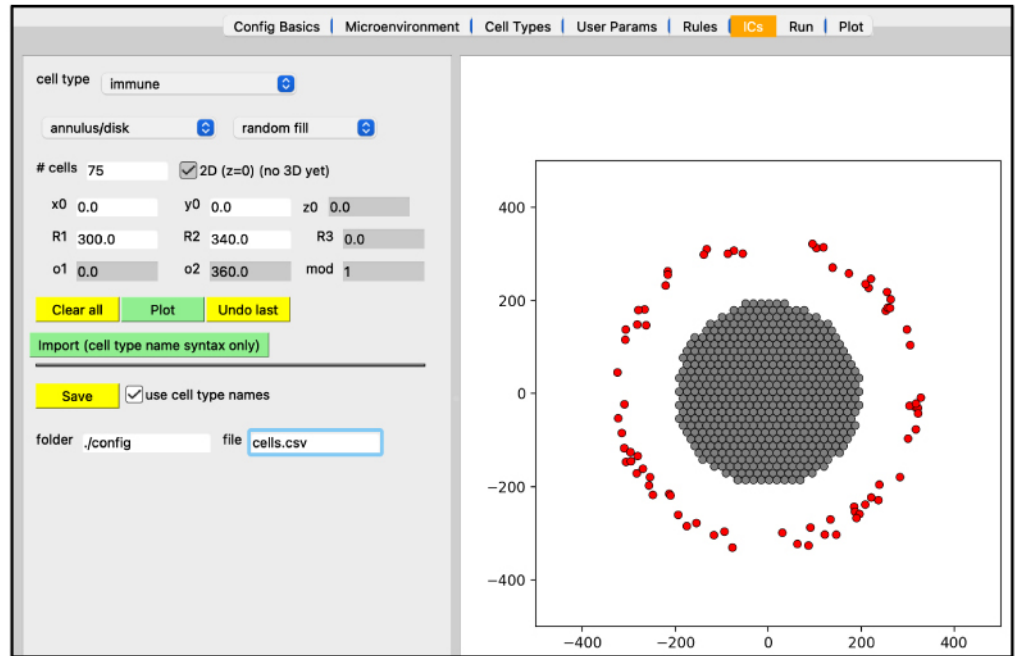 Config Basics Microenvironment Cell Types User Params Rules ICs Run Plot
cell type immune
annulus/disk random fill
# cells 75 2D (z=0) (no 3D yet)
x0 0.0 y0 0.0 z0 0.0
R1 300.0 R2 340.0 R3 0.0
o1 0.0 o2 360.0 mod 1
Clear all Plot Undo last
Import (cell type name syntax only)
Save use cell type names
folder ./config file cells.csv
400
200
0
−200
−400
−400 −200 0 200 400